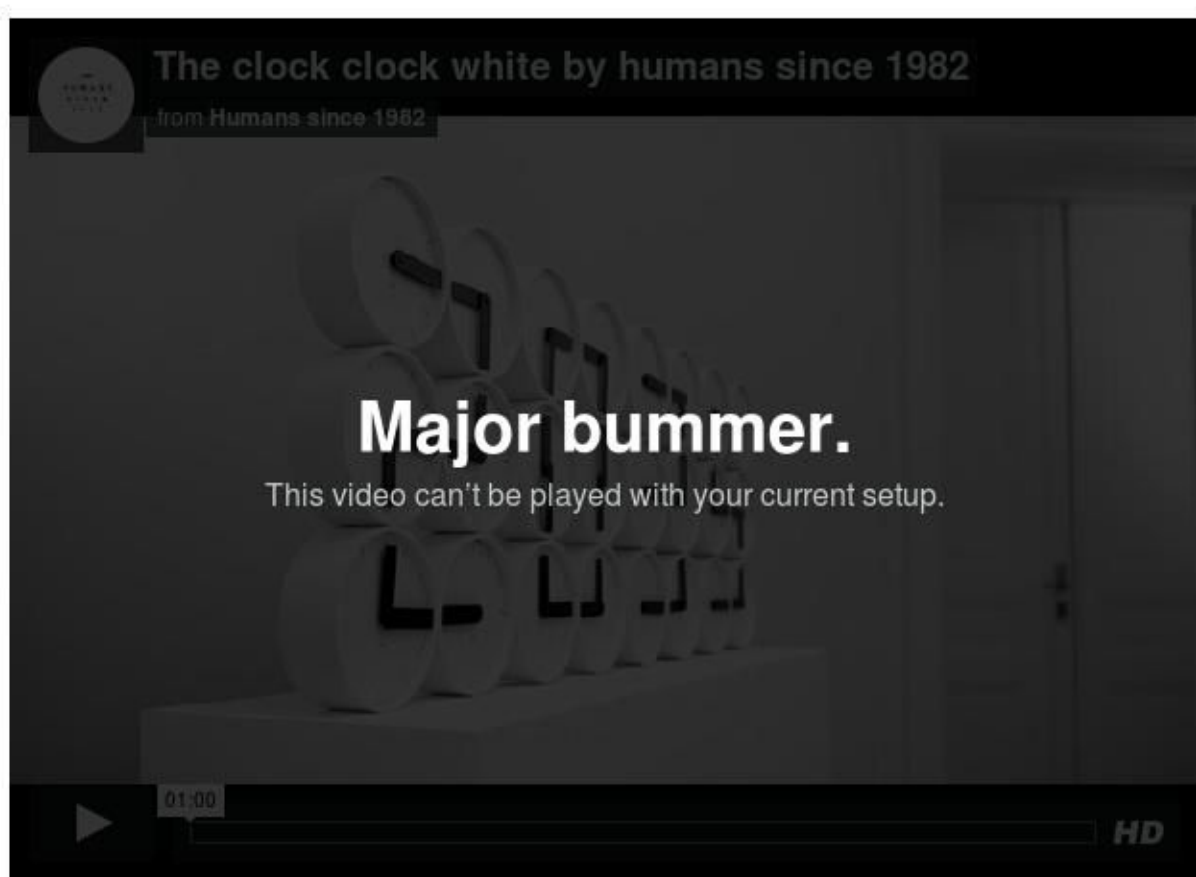 The clock clock white by humans since 1982
from Humans since 1982
Major bummer.
This video can't be played with your current setup.
01:00
HD